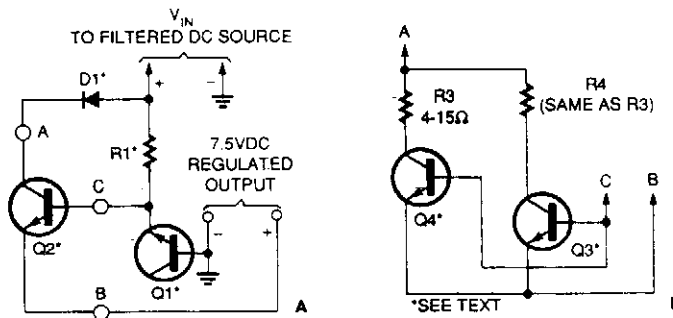 V_IN
TO FILTERED DC SOURCE
+
−
D1*
A
R1*
7.5VDC
REGULATED
OUTPUT
C
−
+
Q2*
Q1*
B
A
A
R3
4-15Ω
R4
(SAME AS R3)
C
B
Q4*
Q3*
*SEE TEXT